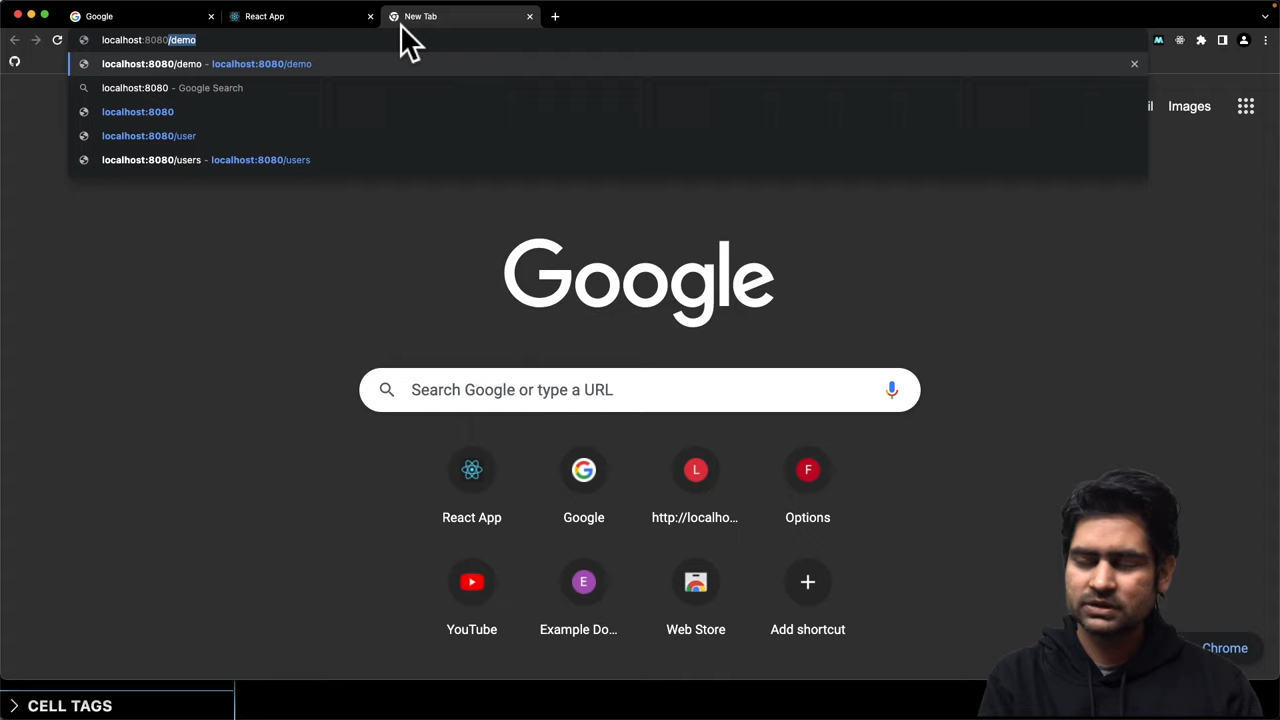 Google
React App
New Tab
localhost:8080/demo
localhost:8080/demo - localhost:8080/demo
localhost:8080 - Google Search
localhost:8080
localhost:8080/user
localhost:8080/users - localhost:8080/users
il
Images
Google
Search Google or type a URL
React App
Google
L
http://localho...
F
Options
YouTube
E
Example Do...
Web Store
Add shortcut
Chrome
CELL TAGS